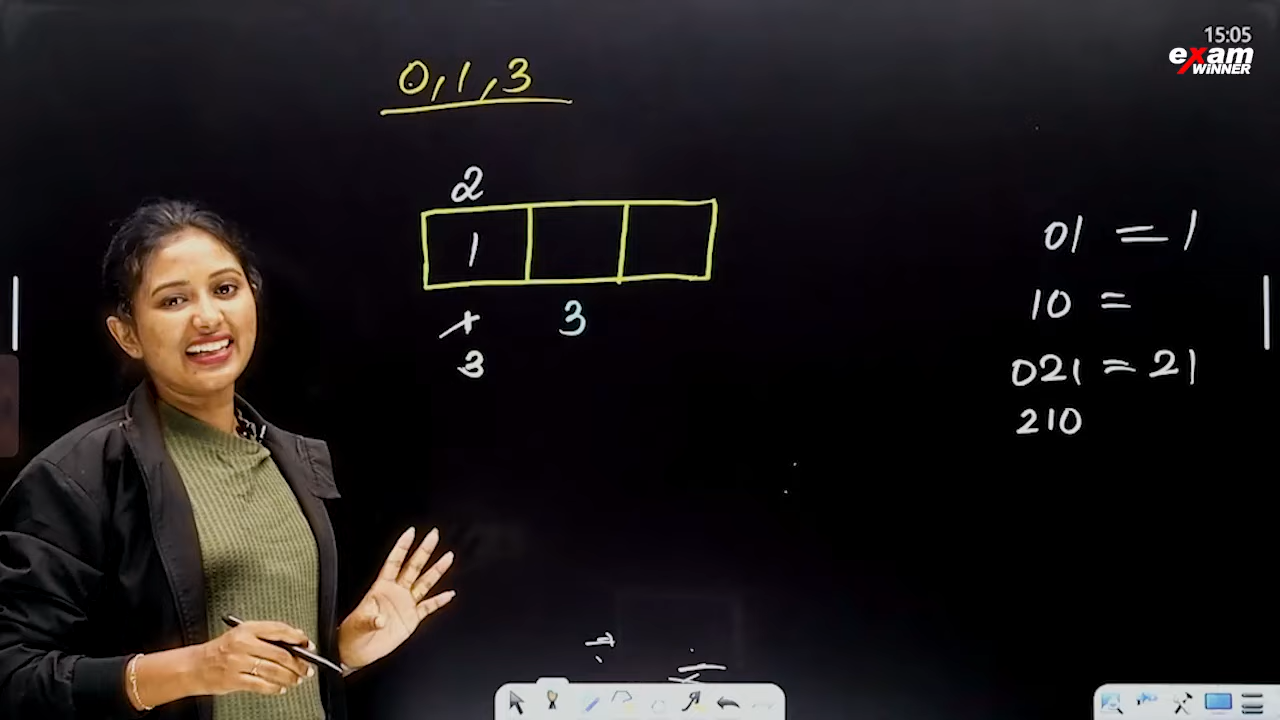 15:05
exam
WiNNER
0,1,3
2
1
1 3
3
01 = 1
10 =
021 = 21
210